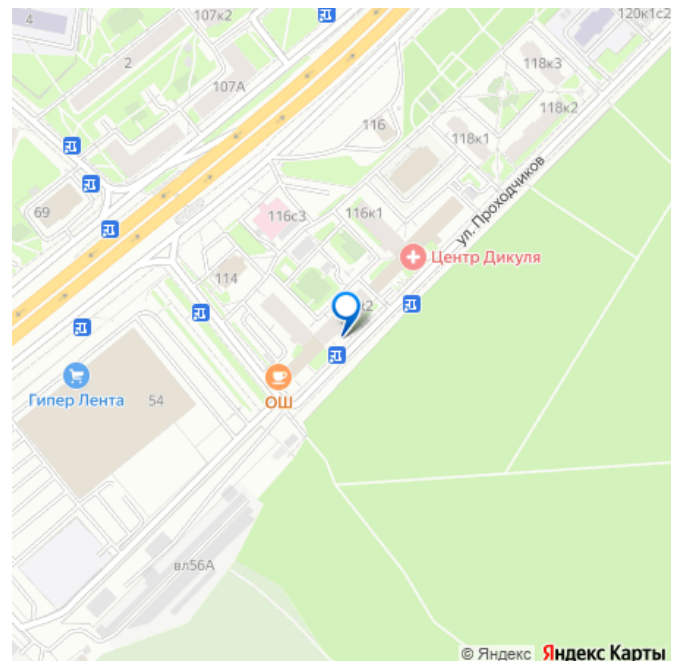 4
107к2
120к1с2
2
107А
118к3
118к2
116
118к1
69
116с3
116к1
ул. Проходчиков
Центр Дикуля
114
к2
Гипер Лента
54
ОШ
вл56А
© Яндекс Яндекс Карты